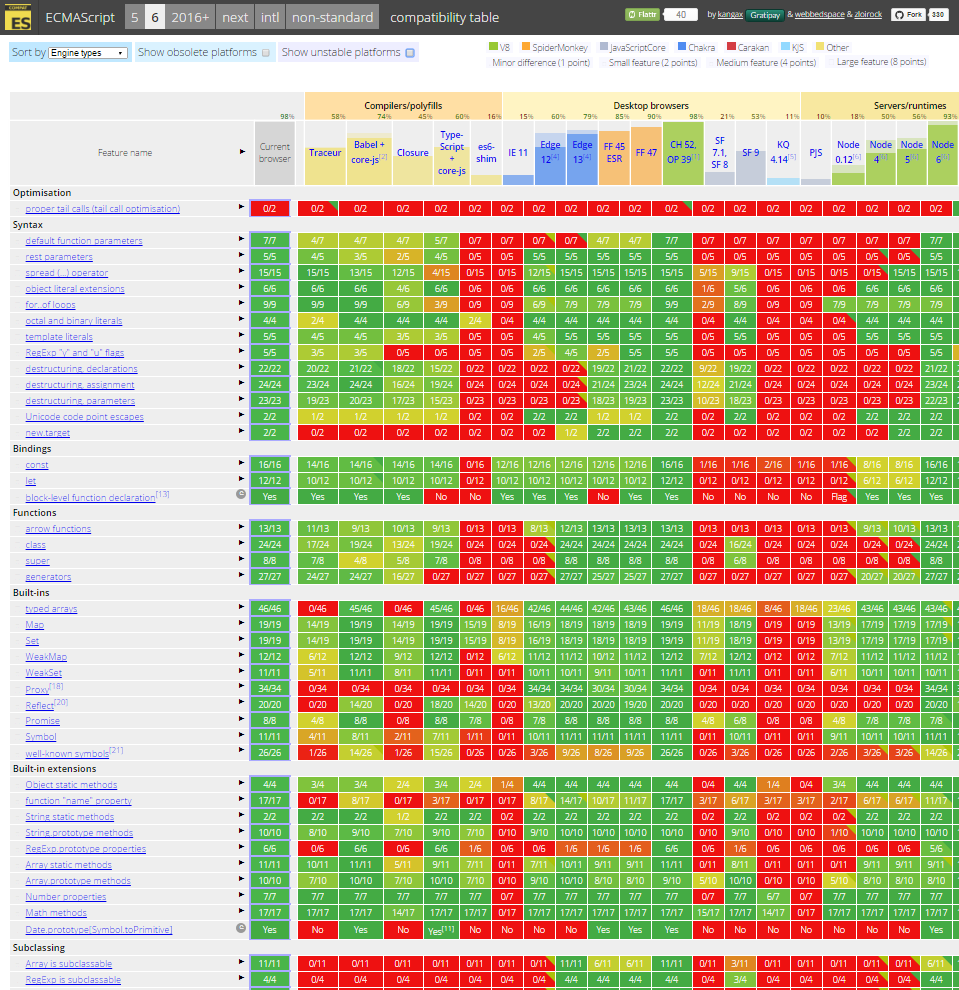 COMPAT ES ECMAScript 5 6 2016+ next intl non-standard compatibility table
Flattr 40 by kangax Gratipay & webbedspace & zloirock Fork 330
Sort by Engine types Show obsolete platforms Show unstable platforms
V8 SpiderMonkey JavaScriptCore Chakra Carakan KJS Other
Minor difference (1 point) Small feature (2 points) Medium feature (4 points) Large feature (8 points)
Compilers/polyfills Desktop browsers Servers/runtimes
98% 58% 74% 45% 60% 16% 15% 60% 79% 85% 90% 98% 21% 53% 11% 10% 18% 50% 56% 93%
Feature name Current browser Traceur Babel + core-js[2] Closure Type-Script + core-js es6-shim IE 11 Edge 12[4] Edge 13[4] FF 45 ESR FF 47 CH 52, OP 39[1] SF 7.1, SF 8 SF 9 KQ 4.14[5] PJS Node 0.12[6] Node 4[6] Node 5[6] Node 6[6]
Optimisation
proper tail calls (tail call optimisation) 0/2 0/2 0/2 0/2 0/2 0/2 0/2 0/2 0/2 0/2 0/2 0/2 0/2 0/2 0/2 0/2 0/2 0/2 0/2 0/2
Syntax
default function parameters 7/7 4/7 4/7 4/7 5/7 0/7 0/7 0/7 0/7 4/7 4/7 7/7 0/7 0/7 0/7 0/7 0/7 0/7 0/7 7/7
rest parameters 5/5 4/5 3/5 2/5 4/5 0/5 0/5 5/5 5/5 5/5 5/5 5/5 0/5 0/5 0/5 0/5 0/5 0/5 0/5 5/5
spread (...) operator 15/15 15/15 13/15 12/15 4/15 0/15 0/15 12/15 15/15 15/15 15/15 15/15 5/15 9/15 0/15 0/15 0/15 0/15 15/15 15/15
object literal extensions 6/6 6/6 6/6 4/6 6/6 0/6 0/6 6/6 6/6 6/6 6/6 6/6 1/6 5/6 0/6 0/6 0/6 6/6 6/6 6/6
for..of loops 9/9 9/9 9/9 6/9 3/9 0/9 0/9 6/9 7/9 7/9 7/9 9/9 2/9 8/9 0/9 0/9 7/9 7/9 7/9 9/9
octal and binary literals 4/4 2/4 4/4 4/4 4/4 2/4 0/4 4/4 4/4 4/4 4/4 4/4 0/4 4/4 0/4 0/4 0/4 4/4 4/4 4/4
template literals 5/5 4/5 4/5 3/5 3/5 0/5 0/5 4/5 5/5 5/5 5/5 5/5 0/5 5/5 0/5 0/5 0/5 5/5 5/5 5/5
RegExp "y" and "u" flags 5/5 3/5 3/5 0/5 0/5 0/5 0/5 2/5 4/5 2/5 5/5 5/5 0/5 0/5 0/5 0/5 0/5 0/5 0/5 5/5
destructuring, declarations 22/22 20/22 21/22 18/22 15/22 0/22 0/22 0/22 0/22 19/22 21/22 22/22 9/22 19/22 0/22 0/22 0/22 0/22 0/22 21/22
destructuring, assignment 24/24 23/24 24/24 16/24 19/24 0/24 0/24 0/24 0/24 21/24 23/24 24/24 12/24 21/24 0/24 0/24 0/24 0/24 0/24 23/24
destructuring, parameters 23/23 19/23 20/23 17/23 15/23 0/23 0/23 0/23 0/23 18/23 19/23 23/23 10/23 18/23 0/23 0/23 0/23 0/23 0/23 22/23
Unicode code point escapes 2/2 1/2 1/2 1/2 1/2 0/2 0/2 2/2 2/2 1/2 1/2 2/2 0/2 2/2 0/2 0/2 0/2 2/2 2/2 2/2
new.target 2/2 0/2 0/2 0/2 0/2 0/2 0/2 0/2 1/2 2/2 2/2 2/2 0/2 0/2 0/2 0/2 0/2 0/2 2/2 2/2
Bindings
const 16/16 14/16 14/16 14/16 14/16 0/16 12/16 12/16 12/16 12/16 12/16 16/16 1/16 1/16 2/16 1/16 1/16 8/16 8/16 16/16
let 12/12 10/12 10/12 10/12 10/12 0/12 10/12 10/12 10/12 10/12 10/12 12/12 0/12 0/12 0/12 0/12 0/12 6/12 6/12 12/12
block-level function declaration[13] Yes Yes Yes Yes No No Yes Yes Yes No Yes Yes No No No No Flag Yes Yes Yes
Functions
arrow functions 13/13 11/13 9/13 10/13 9/13 0/13 0/13 8/13 12/13 13/13 13/13 13/13 0/13 0/13 0/13 0/13 0/13 9/13 10/13 13/13
class 24/24 17/24 19/24 13/24 19/24 0/24 0/24 0/24 24/24 24/24 24/24 24/24 0/24 16/24 0/24 0/24 0/24 0/24 0/24 24/24
super 8/8 7/8 4/8 5/8 7/8 0/8 0/8 0/8 8/8 8/8 8/8 8/8 0/8 6/8 0/8 0/8 0/8 0/8 0/8 8/8
generators 27/27 24/27 24/27 16/27 0/27 0/27 0/27 0/27 27/27 25/27 25/27 27/27 0/27 0/27 0/27 0/27 20/27 20/27 27/27
Built-ins
typed arrays 46/46 0/46 45/46 0/46 45/46 0/46 16/46 42/46 44/46 42/46 43/46 46/46 18/46 18/46 8/46 18/46 23/46 43/46 43/46 43/46
Map 19/19 14/19 19/19 14/19 19/19 15/19 8/19 16/19 18/19 18/19 18/19 19/19 11/19 18/19 0/19 0/19 13/19 17/19 17/19 19/19
Set 19/19 14/19 19/19 14/19 19/19 15/19 8/19 16/19 18/19 18/19 18/19 19/19 11/19 18/19 0/19 0/19 13/19 17/19 17/19 19/19
WeakMap 12/12 6/12 12/12 9/12 12/12 0/12 6/12 11/12 11/12 10/12 11/12 12/12 7/12 12/12 0/12 0/12 7/12 11/12 11/12 12/12
WeakSet 11/11 5/11 11/11 8/11 11/11 0/11 0/11 10/11 10/11 9/11 10/11 11/11 0/11 11/11 0/11 0/11 6/11 10/11 10/11 11/11
Proxy[18] 34/34 0/34 0/34 0/34 0/34 0/34 0/34 34/34 34/34 30/34 30/34 34/34 0/34 0/34 0/34 0/34 0/34 0/34 0/34 34/34
Reflect[20] 20/20 0/20 14/20 0/20 18/20 14/20 0/20 13/20 20/20 19/20 20/20 0/20 0/20 0/20 0/20 0/20 0/20 0/20 20/20
Promise 8/8 4/8 8/8 0/8 8/8 7/8 0/8 7/8 8/8 8/8 8/8 8/8 4/8 6/8 0/8 0/8 4/8 7/8 7/8 8/8
Symbol 11/11 4/11 8/11 2/11 7/11 1/11 0/11 9/11 11/11 11/11 11/11 11/11 0/11 10/11 0/11 0/11 9/11 10/11 10/11 11/11
well-known symbols[21] 26/26 1/26 14/26 1/26 15/26 0/26 0/26 3/26 9/26 8/26 9/26 26/26 0/26 3/26 0/26 0/26 2/26 3/26 3/26 14/26
Built-in extensions
Object static methods 4/4 3/4 4/4 2/4 3/4 2/4 1/4 4/4 4/4 4/4 4/4 4/4 0/4 4/4 1/4 0/4 3/4 4/4 4/4 4/4
function "name" property 17/17 0/17 8/17 0/17 3/17 0/17 0/17 8/17 14/17 10/17 11/17 17/17 3/17 6/17 3/17 3/17 2/17 6/17 6/17 11/17
String static methods 2/2 2/2 2/2 1/2 2/2 2/2 0/2 2/2 2/2 2/2 2/2 2/2 0/2 2/2 0/2 0/2 0/2 2/2 2/2 2/2
String.prototype methods 10/10 8/10 9/10 7/10 9/10 7/10 0/10 9/10 10/10 10/10 10/10 10/10 0/10 9/10 0/10 0/10 1/10 10/10 10/10 10/10
RegExp.prototype properties 6/6 0/6 6/6 0/6 6/6 1/6 0/6 0/6 1/6 1/6 1/6 6/6 0/6 0/6 0/6 0/6 0/6 0/6 0/6 5/6
Array static methods 11/11 10/11 11/11 5/11 9/11 7/11 0/11 7/11 10/11 9/11 9/11 11/11 0/11 8/11 0/11 0/11 0/11 9/11 9/11 9/11
Array.prototype methods 10/10 7/10 10/10 7/10 10/10 7/10 0/10 9/10 10/10 8/10 8/10 9/10 5/10 10/10 0/10 0/10 5/10 9/10 9/10 9/10
Number properties 7/7 7/7 7/7 7/7 7/7 7/7 0/7 7/7 7/7 7/7 7/7 7/7 0/7 7/7 6/7 0/7 7/7 7/7 7/7 7/7
Math methods 17/17 17/17 17/17 14/17 17/17 17/17 0/17 17/17 17/17 17/17 17/17 17/17 15/17 17/17 14/17 0/17 17/17 17/17 17/17 17/17
Date.prototype[Symbol.toPrimitive] Yes No Yes No Yes[11] No No No No Yes Yes Yes No No No No No No No Yes
Subclassing
Array is subclassable 11/11 0/11 0/11 0/11 0/11 0/11 0/11 0/11 11/11 6/11 6/11 11/11 0/11 3/11 0/11 0/11 0/11 0/11 0/11 6/11
RegExp is subclassable 4/4 0/4 0/4 0/4 0/4 0/4 0/4 0/4 4/4 4/4 4/4 4/4 0/4 3/4 0/4 0/4 0/4 0/4 0/4 4/4